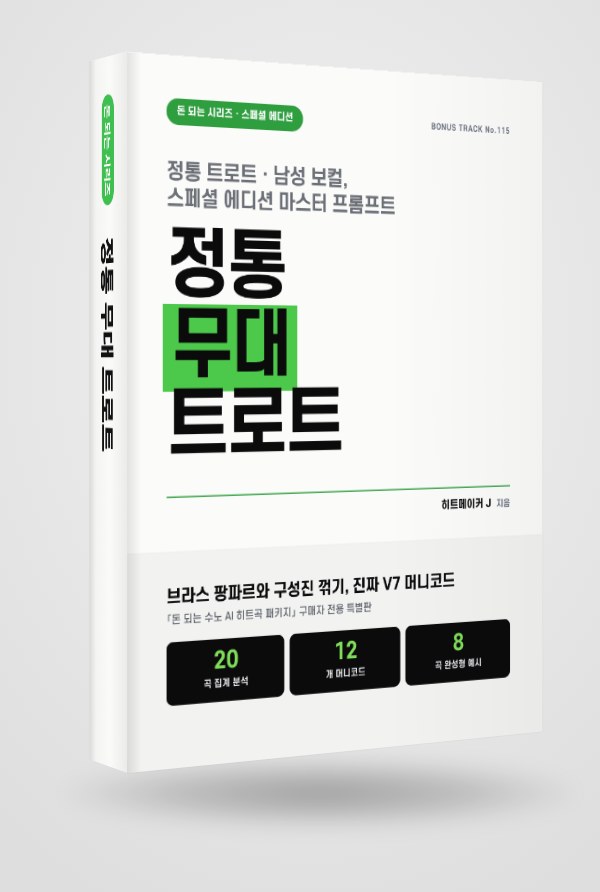 돈 되는 시리즈
정통 무대 트로트
돈 되는 시리즈 · 스페셜 에디션
BONUS TRACK No.115
정통 트로트 · 남성 보컬,
스페셜 에디션 마스터 프롬프트
정통
무대
트로트
히트메이커 J 지음
브라스 팡파르와 구성진 꺾기, 진짜 V7 머니코드
「돈 되는 수노 AI 히트곡 패키지」 구매자 전용 특별판
20
곡 집계 분석
12
개 머니코드
8
곡 완성형 예시